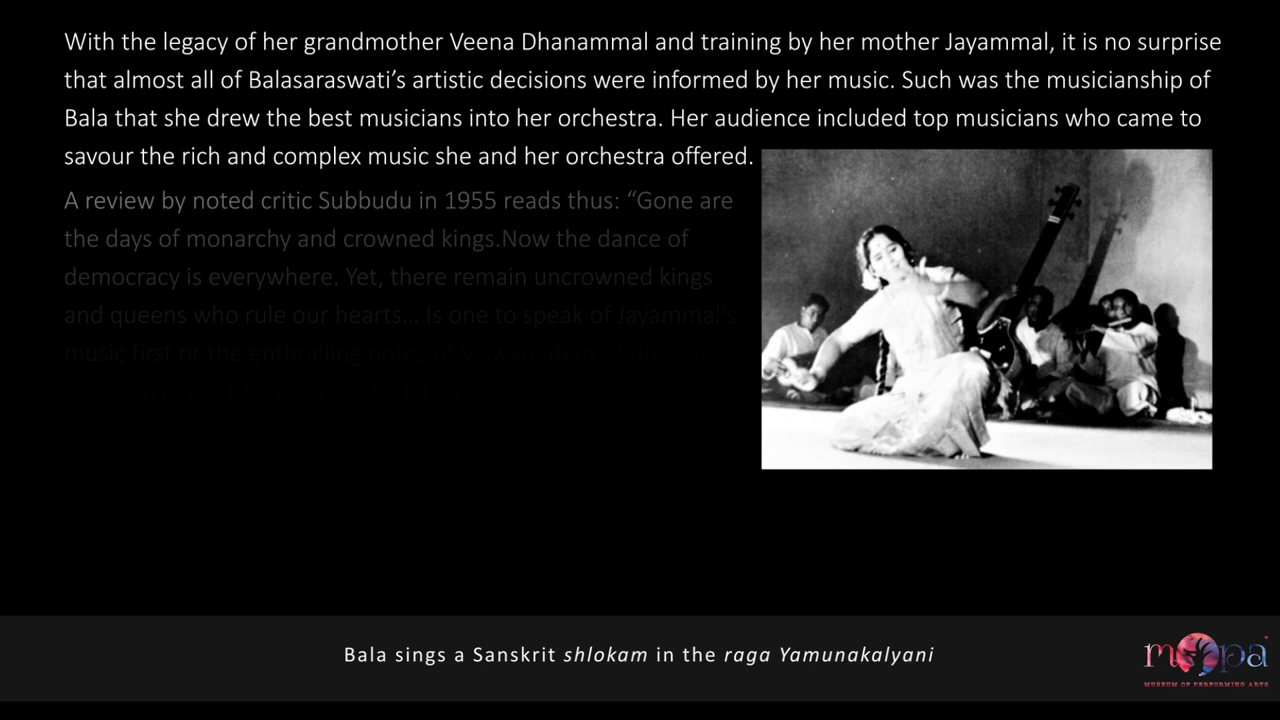 With the legacy of her grandmother Veena Dhanammal and training by her mother Jayammal, it is no surprise
that almost all of Balasaraswati’s artistic decisions were informed by her music. Such was the musicianship of
Bala that she drew the best musicians into her orchestra. Her audience included top musicians who came to
savour the rich and complex music she and her orchestra offered.
A review by noted critic Subbudu in 1955 reads thus: “Gone are
the days of monarchy and crowned kings.Now the dance of
democracy is everywhere. Yet, there remain uncrowned kings
and queens who rule our hearts... Is one to speak of Jayammal’s
music first or the enthralling notes
Bala sings a Sanskrit shlokam in the raga Yamunakalyani
mopa
MUSEUM OF PERFORMING ARTS